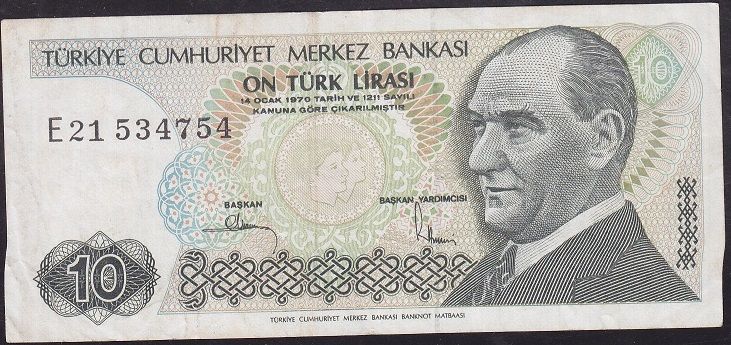 TÜRKİYE CUMHURİYET MERKEZ BANKASI
10
ON TÜRK LİRASI
14 OCAK 1970 TARİH VE 1211 SAYILI
KANUNA GÖRE ÇIKARILMIŞTIR
E21 534754
BAŞKAN
BAŞKAN YARDIMCISI
10
TÜRKİYE CUMHURİYET MERKEZ BANKASI BANKNOT MATBAASI